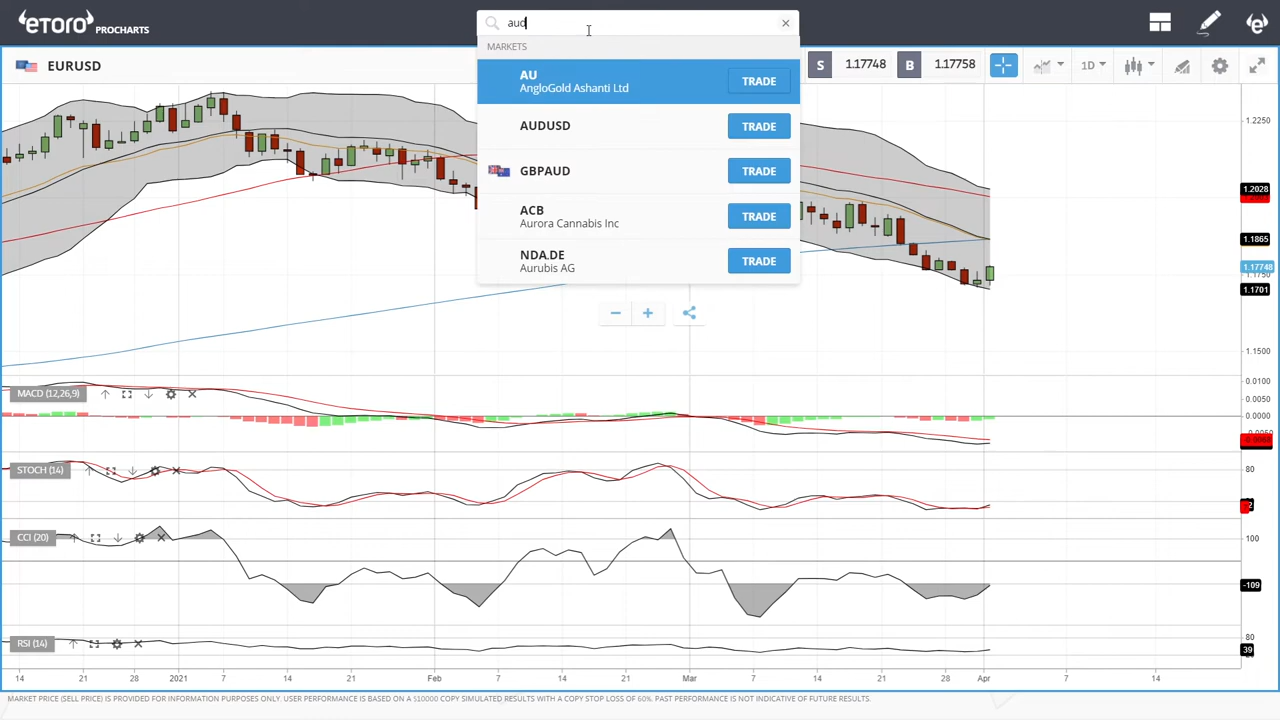 etoro PROCHARTS
aud
MARKETS
AU
AngloGold Ashanti Ltd
TRADE
AUDUSD
TRADE
GBPAUD
TRADE
ACB
Aurora Cannabis Inc
TRADE
NDA.DE
Aurubis AG
TRADE
EURUSD
S 1.17748 B 1.17758
1D
1.2250
1.2028
1.1865
1.17748
1.1701
1.1500
MACD (12,26,9)
0.0100
0.0050
0.0000
STOCH (14)
80
CCI (20)
100
-109
RSI (14)
80
39
14 21 28 2021 7 14 21 Feb 7 14 21 Mar 7 14 21 28 Apr 7 14
MARKET PRICE (SELL PRICE) IS PROVIDED FOR INFORMATION PURPOSES ONLY. USER PERFORMANCE IS BASED ON A $10000 COPY SIMULATED RESULTS WITH A COPY STOP LOSS OF 60%. PAST PERFORMANCE IS NOT INDICATIVE OF FUTURE RESULTS.